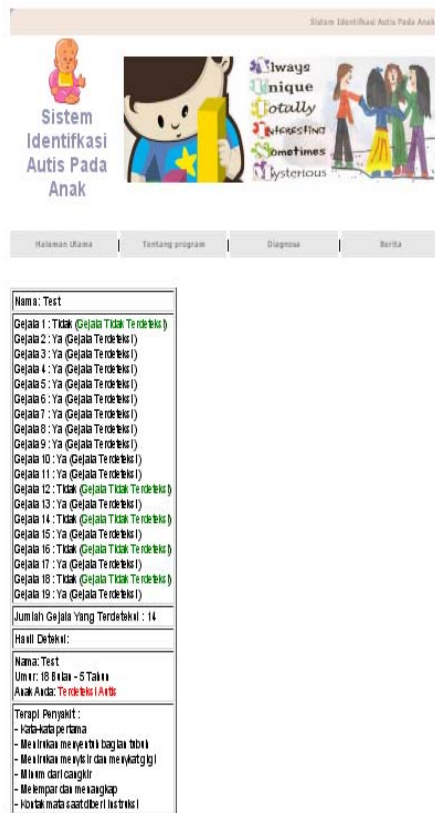 Sistem Identifkasi Autis Pada Anak
Sistem
Identifkasi
Autis Pada
Anak
Always
Unique
Totally
INTERESTING
Sometimes
Mysterious
Halaman Utama | Tentang program | Diagnosa | Berita
Nama: Test
Gejala 1 : Tidak (Gejala Tidak Terdeteksi)
Gejala 2 : Ya (Gejala Terdeteksi)
Gejala 3 : Ya (Gejala Terdeteksi)
Gejala 4 : Ya (Gejala Terdeteksi)
Gejala 5 : Ya (Gejala Terdeteksi)
Gejala 6 : Ya (Gejala Terdeteksi)
Gejala 7 : Ya (Gejala Terdeteksi)
Gejala 8 : Ya (Gejala Terdeteksi)
Gejala 9 : Ya (Gejala Terdeteksi)
Gejala 10 : Ya (Gejala Terdeteksi)
Gejala 11 : Ya (Gejala Terdeteksi)
Gejala 12 : Tidak (Gejala Tidak Terdeteksi)
Gejala 13 : Ya (Gejala Terdeteksi)
Gejala 14 : Tidak (Gejala Tidak Terdeteksi)
Gejala 15 : Ya (Gejala Terdeteksi)
Gejala 16 : Tidak (Gejala Tidak Terdeteksi)
Gejala 17 : Ya (Gejala Terdeteksi)
Gejala 18 : Tidak (Gejala Tidak Terdeteksi)
Gejala 19 : Ya (Gejala Terdeteksi)
Jumlah Gejala Yang Terdeteksi : 14
Hasil Deteksi:
Nama: Test
Umur: 18 Bulan - 5 Tahun
Anak Anda: Terdeteksi Autis
Terapi Penyakit :
- Kata-kata pertama
- Menirukan menyentuh bagian tubuh
- Menirukan menyisir dan menyikat gigi
- Minum dari cangkir
- Melempar dan menangkap
- Kontak mata saat diberi instruksi